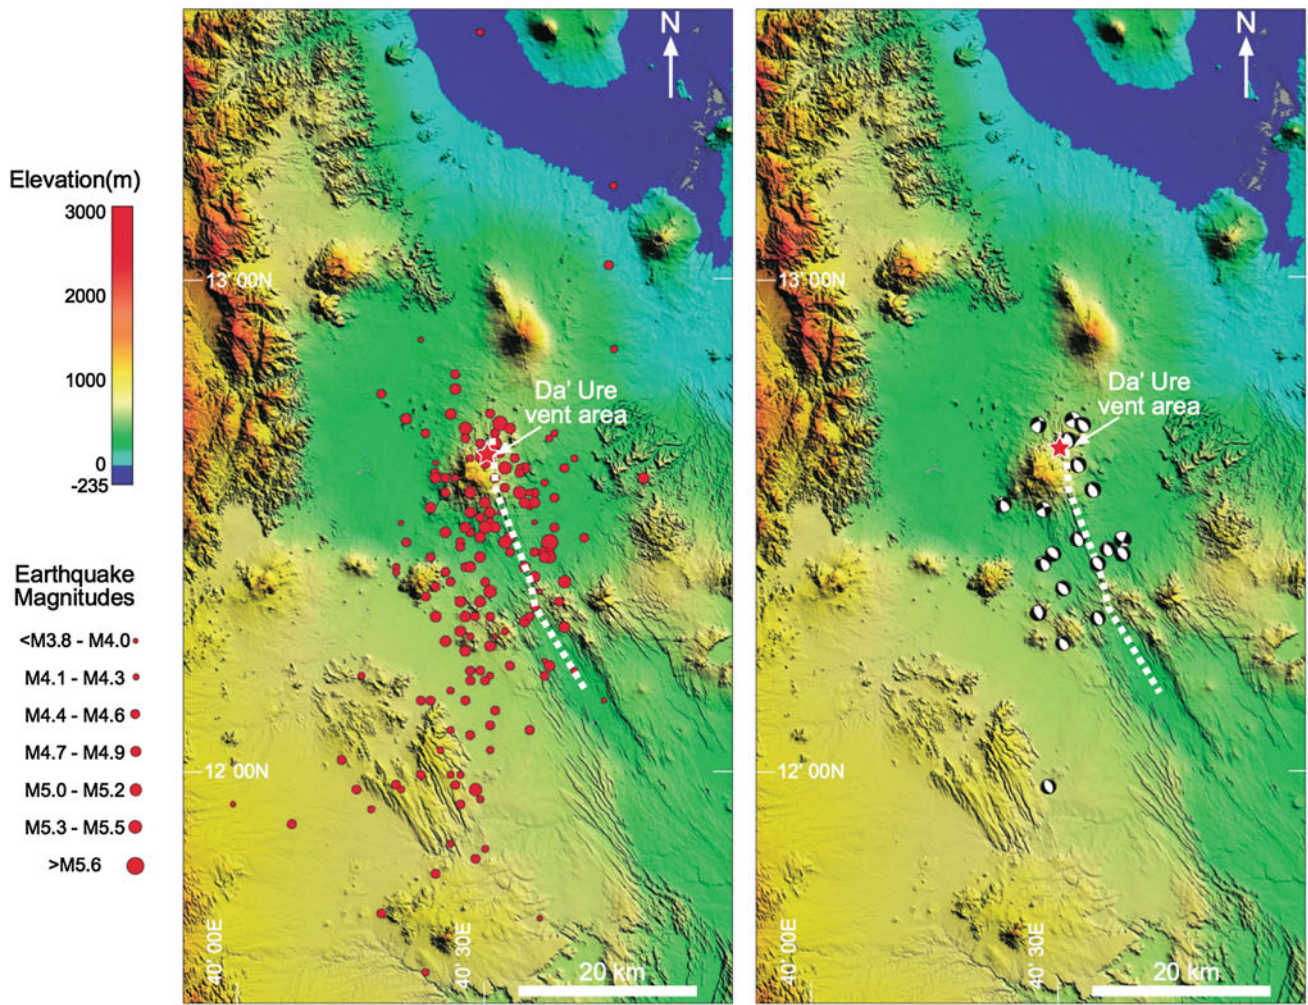 Elevation(m)
3000
2000
1000
0
-235
Earthquake
Magnitudes
<M3.8 - M4.0
M4.1 - M4.3
M4.4 - M4.6
M4.7 - M4.9
M5.0 - M5.2
M5.3 - M5.5
>M5.6
N
13° 00N
Da' Ure
vent area
12° 00N
40° 00E
40° 30E
20 km
N
13° 00N
Da' Ure
vent area
12° 00N
40° 00E
40° 30E
20 km